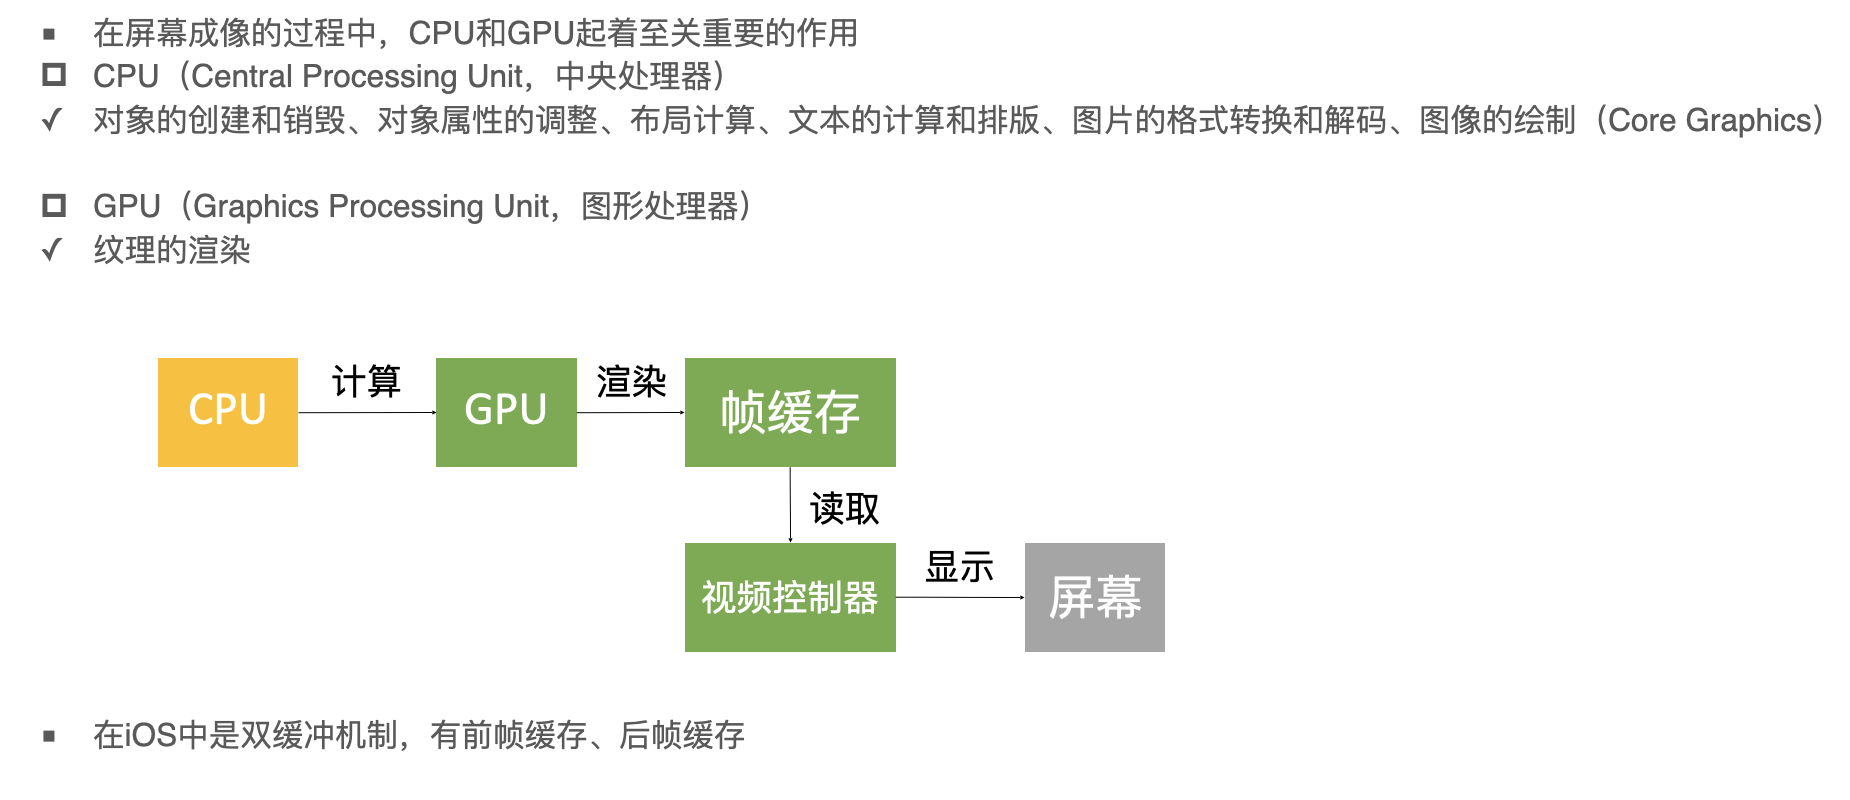 在屏幕成像的过程中，CPU和GPU起着至关重要的作用
CPU（Central Processing Unit，中央处理器）
对象的创建和销毁、对象属性的调整、布局计算、文本的计算和排版、图片的格式转换和解码、图像的绘制（Core Graphics）
GPU（Graphics Processing Unit，图形处理器）
纹理的渲染
CPU
计算
GPU
渲染
帧缓存
读取
视频控制器
显示
屏幕
在iOS中是双缓冲机制，有前帧缓存、后帧缓存